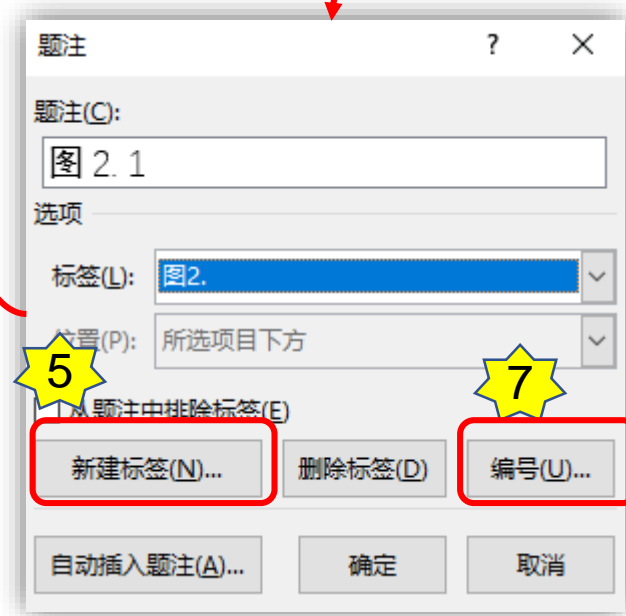 题注 ? ×
题注(C):
图 2. 1
选项
标签(L): 图2.
位置(P): 所选项目下方
5 7
从题注中排除标签(E)
新建标签(N)... 删除标签(D) 编号(U)...
自动插入题注(A)... 确定 取消